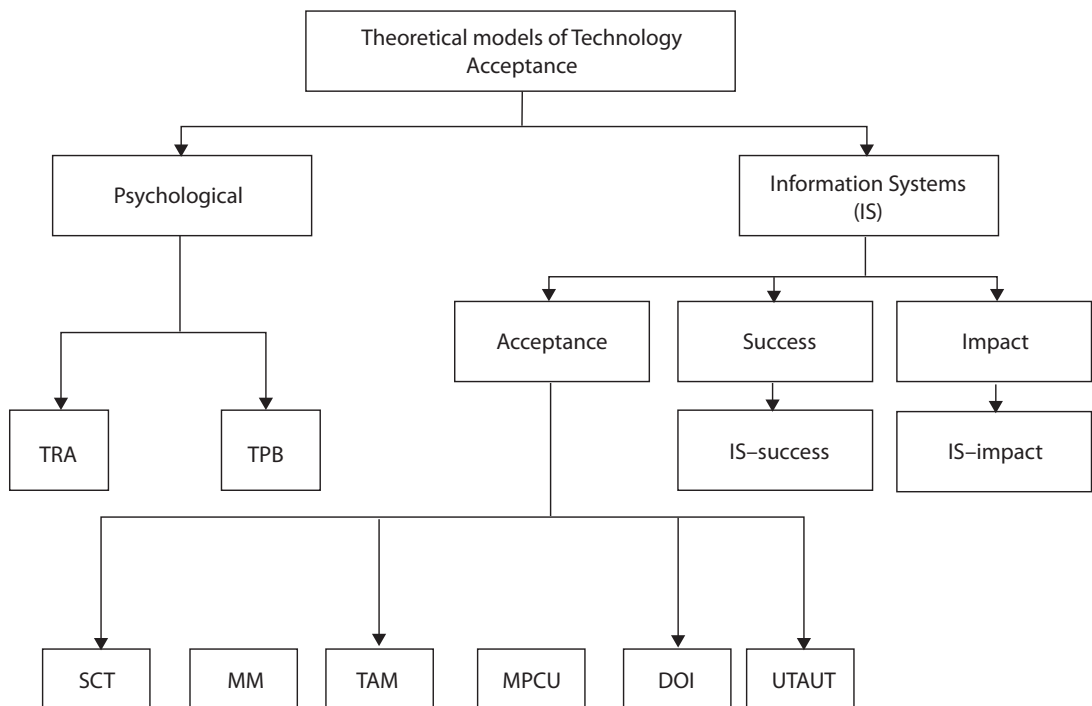 Theoretical models of Technology
Acceptance
Psychological
Information Systems
(IS)
Acceptance
Success
Impact
TRA
TPB
IS–success
IS–impact
SCT
MM
TAM
MPCU
DOI
UTAUT